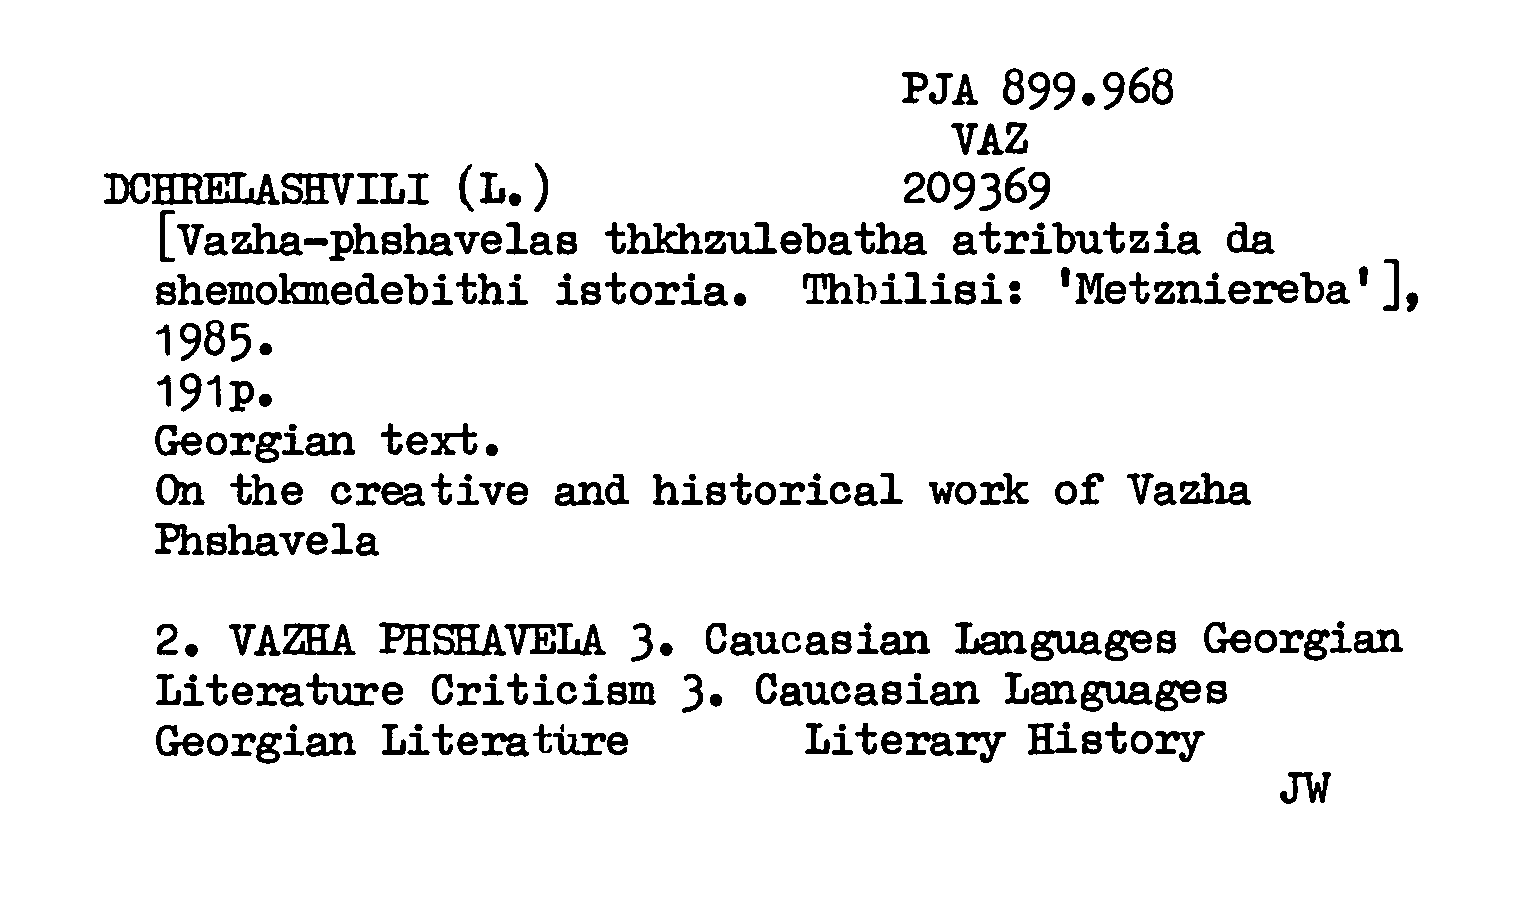 PJA 899.968
VAZ
DCHRELASHVILI (L.) 209369
[Vazha-phshavelas thkhzulebatha atributzia da
shemokmedebithi istoria. Thbilisi: 'Metzniereba'],
1985.
191p.
Georgian text.
On the creative and historical work of Vazha
Phshavela
2. VAZHA PHSHAVELA 3. Caucasian Languages Georgian
Literature Criticism 3. Caucasian Languages
Georgian Literature Literary History
JW